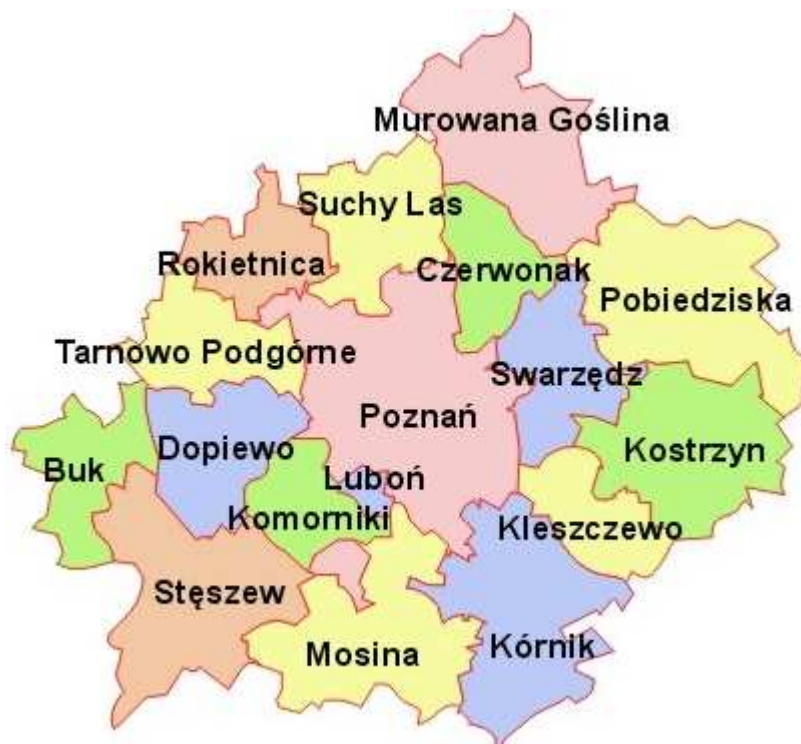 Murowana Goślina
Suchy Las
Rokietnica
Czerwonak
Pobiedziska
Tarnowo Podgórne
Swarzędz
Poznań
Dopiewo
Kostrzyn
Buk
Luboń
Komorniki
Kleszczewo
Stęszew
Kórnik
Mosina